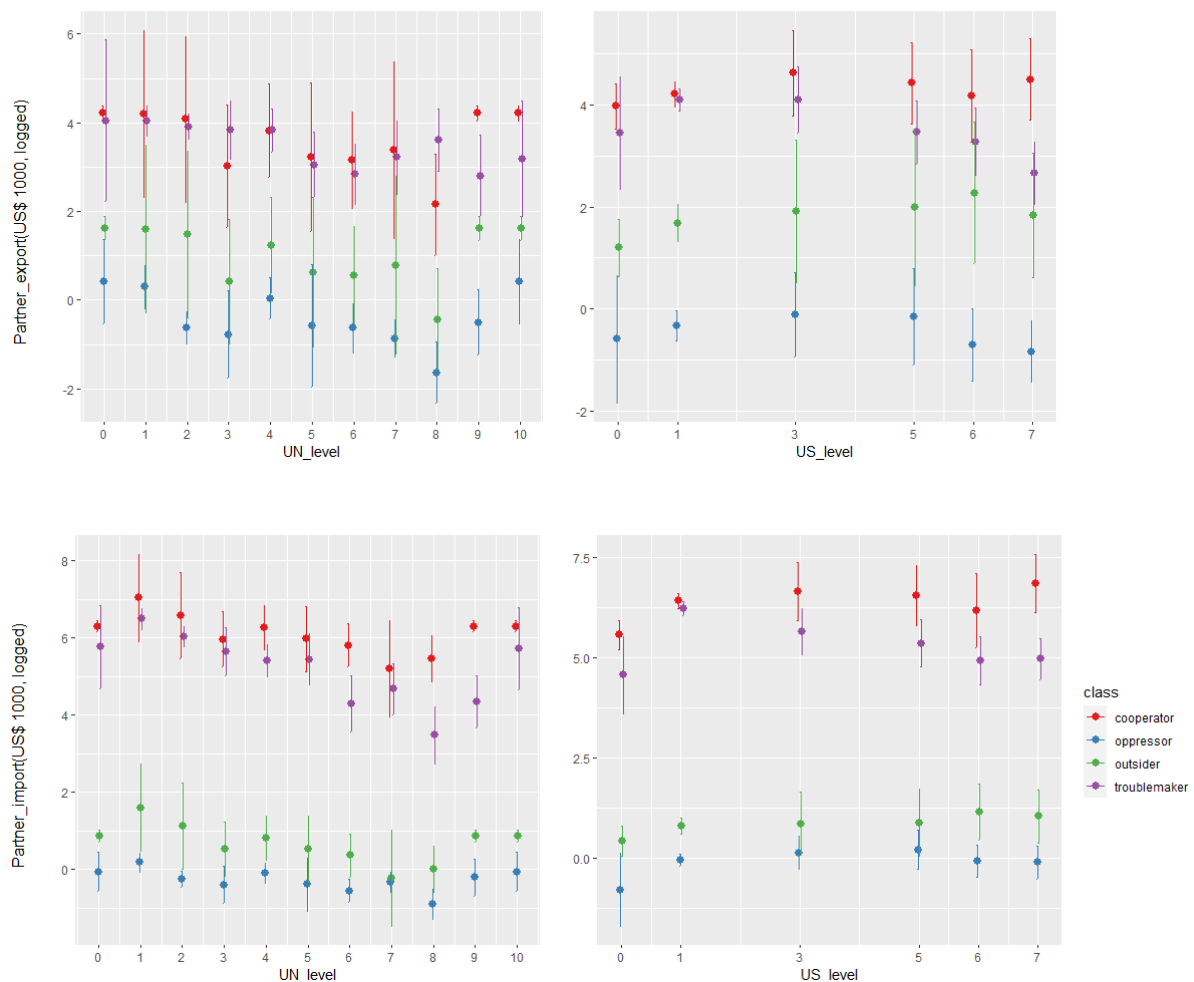 Partner_export(US$ 1000, logged)
6
4
2
0
-2
0 1 2 3 4 5 6 7 8 9 10
UN_level
4
2
0
-2
0 1 3 5 6 7
US_level
Partner_import(US$ 1000, logged)
8
6
4
2
0
0 1 2 3 4 5 6 7 8 9 10
UN_level
7.5
5.0
2.5
0.0
0 1 3 5 6 7
US_level
class
cooperator
oppressor
outsider
troublemaker